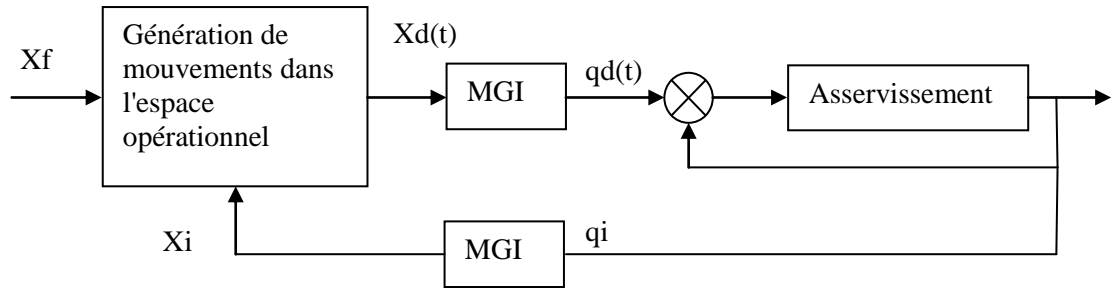 Xf
Génération de
mouvements dans
l'espace
opérationnel
Xd(t)
MGI
qd(t)
Asservissement
Xi
MGI
qi